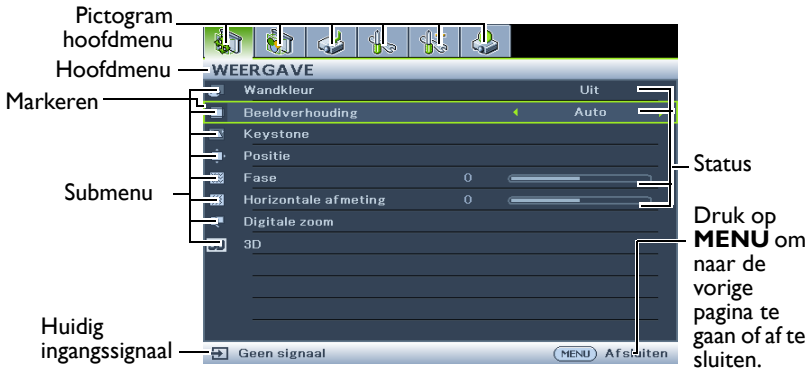 Pictogram
hoofdmenu
Hoofdmenu
Markeren
Submenu
Huidig
ingangssignaal
WEERGAVE
Wandkleur Uit
Beeldverhouding Auto
Keystone
Positie
Fase 0
Horizontale afmeting 0
Digitale zoom
3D
Geen signaal MENU Afsluiten
Status
Druk op
MENU om
naar de
vorige
pagina te
gaan of af te
sluiten.